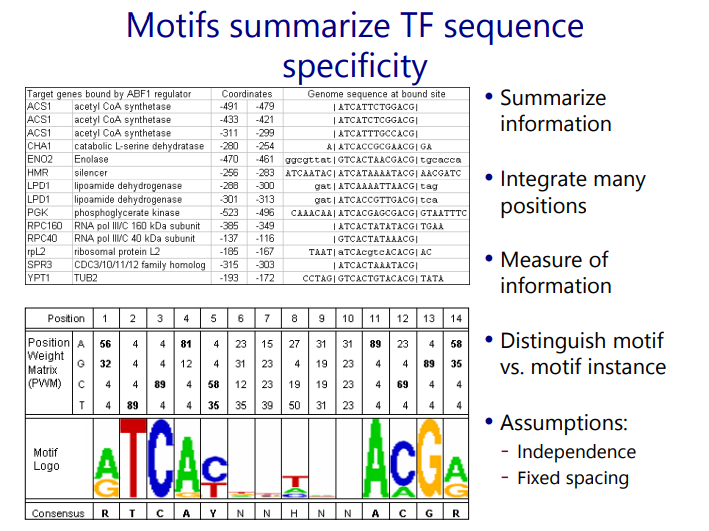 Motifs summarize TF sequence
specificity
Target genes bound by ABF1 regulator Coordinates Genome sequence at bound site
ACS1 acetyl CoA synthetase -491 -479 |ATCATTCTGGACG|
ACS1 acetyl CoA synthetase -433 -421 |ATCATCTCGGACG|
ACS1 acetyl CoA synthetase -311 -299 |ATCATTTGCCACG|
CHA1 catabolic L-serine dehydratase -280 -254 A|ATCACCGCGAACG|GA
ENO2 Enolase -470 -461 ggcgttat|GTCACTAACGACG|tgcacca
HMR silencer -256 -283 ATCAATAC|ATCATAAAATACG|AACGATC
LPD1 lipoamide dehydrogenase -288 -300 gat|ATCAAAATTAACG|tag
LPD1 lipoamide dehydrogenase -301 -313 gat|ATCACCGTTGACG|tca
PGK phosphoglycerate kinase -523 -496 CAAACAA|ATCACGAGCGACG|GTAATTTC
RPC160 RNA pol III/C 160 kDa subunit -385 -349 ATCACTATATACG|TGAA
RPC40 RNA pol III/C 40 kDa subunit -137 -116 |GTCACTATAAACG|
rpL2 ribosomal protein L2 -185 -167 TAAT|aTCAcgtcACACG|AC
SPR3 CDC3/10/11/12 family homolog -315 -303 |ATCACTAAATACG|
YPT1 TUB2 -193 -172 CCTAG|GTCACTGTACACG|TATA
Position 1 2 3 4 5 6 7 8 9 10 11 12 13 14
Position Weight Matrix (PWM)
A 56 4 4 81 4 23 15 27 31 31 89 23 4 58
G 32 4 4 12 4 31 23 4 19 23 4 4 89 35
C 4 4 89 4 58 12 23 19 19 23 4 69 4 4
T 4 89 4 4 35 35 39 50 31 23 4 4 4 4
Motif Logo
Consensus R T C A Y N N H N N A C G R
• Summarize
information
• Integrate many
positions
• Measure of
information
• Distinguish motif
vs. motif instance
• Assumptions:
- Independence
- Fixed spacing